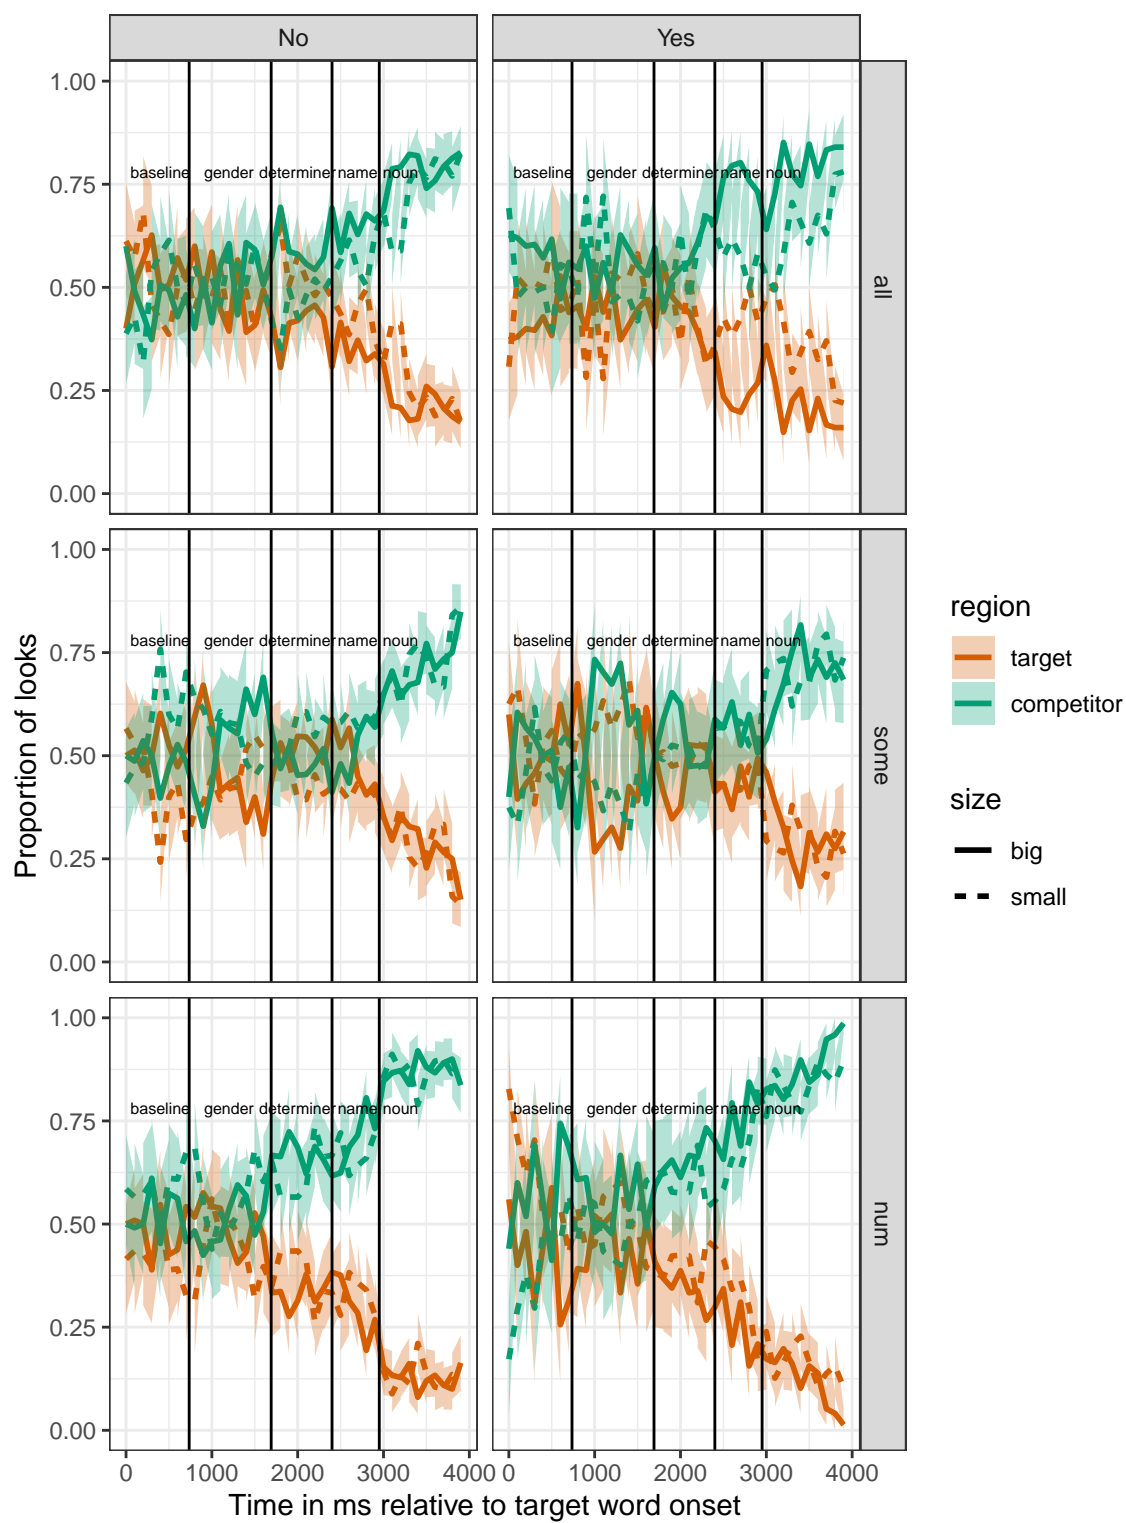 No Yes
1.00
0.75
0.50
0.25
0.00
baseline gender determiner name noun
baseline gender determiner name noun
all
1.00
0.75
0.50
0.25
0.00
baseline gender determiner name noun
baseline gender determiner name noun
some
1.00
0.75
0.50
0.25
0.00
baseline gender determiner name noun
baseline gender determiner name noun
num
0 1000 2000 3000 4000
0 1000 2000 3000 4000
Time in ms relative to target word onset
Proportion of looks
region
target
competitor
size
big
small